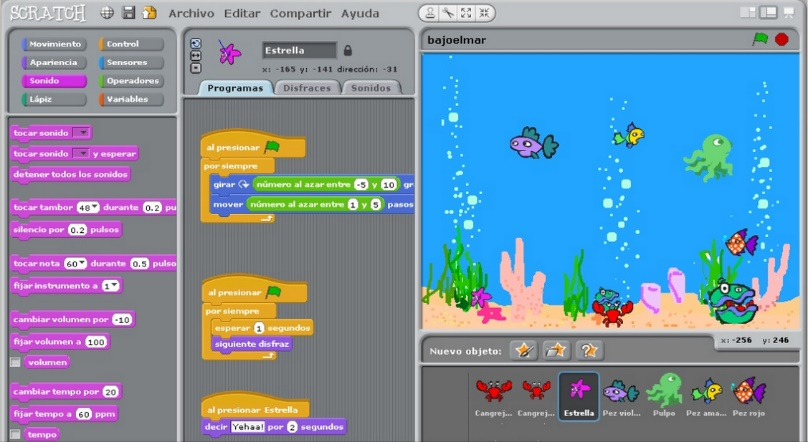 SCRATCH Archivo Editar Compartir Ayuda
Movimiento Control
Apariencia Sensores
Sonido Operadores
Lápiz Variables
tocar sonido
tocar sonido y esperar
detener todos los sonidos
tocar tambor 48 durante 0.2 pu
silencio por 0.2 pulsos
tocar nota 60 durante 0.5 pulso
fijar instrumento a 1
cambiar volumen por -10
fijar volumen a 100
volumen
cambiar tempo por 20
fijar tempo a 60 ppm
tempo
Estrella
x: -165 y: -141 dirección: -31
Programas Disfraces Sonidos
al presionar
por siempre
girar número al azar entre -5 y 10 gr
mover número al azar entre 1 y 5 pasos
al presionar
por siempre
esperar 1 segundos
siguiente disfraz
al presionar Estrella
decir Yehaa! por 2 segundos
bajoelmar
x: -256 y: 246
Nuevo objeto:
Cangrej... Cangrej... Estrella Pez viol... Pulpo Pez ama... Pez rojo